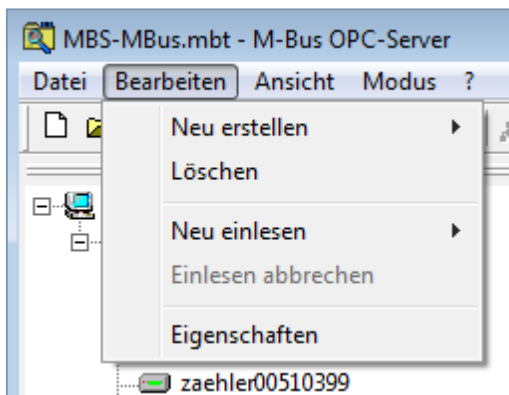 MBS-MBus.mbt - M-Bus OPC-Server
Datei Bearbeiten Ansicht Modus ?
Neu erstellen
Löschen
Neu einlesen
Einlesen abbrechen
Eigenschaften
zaehler00510399